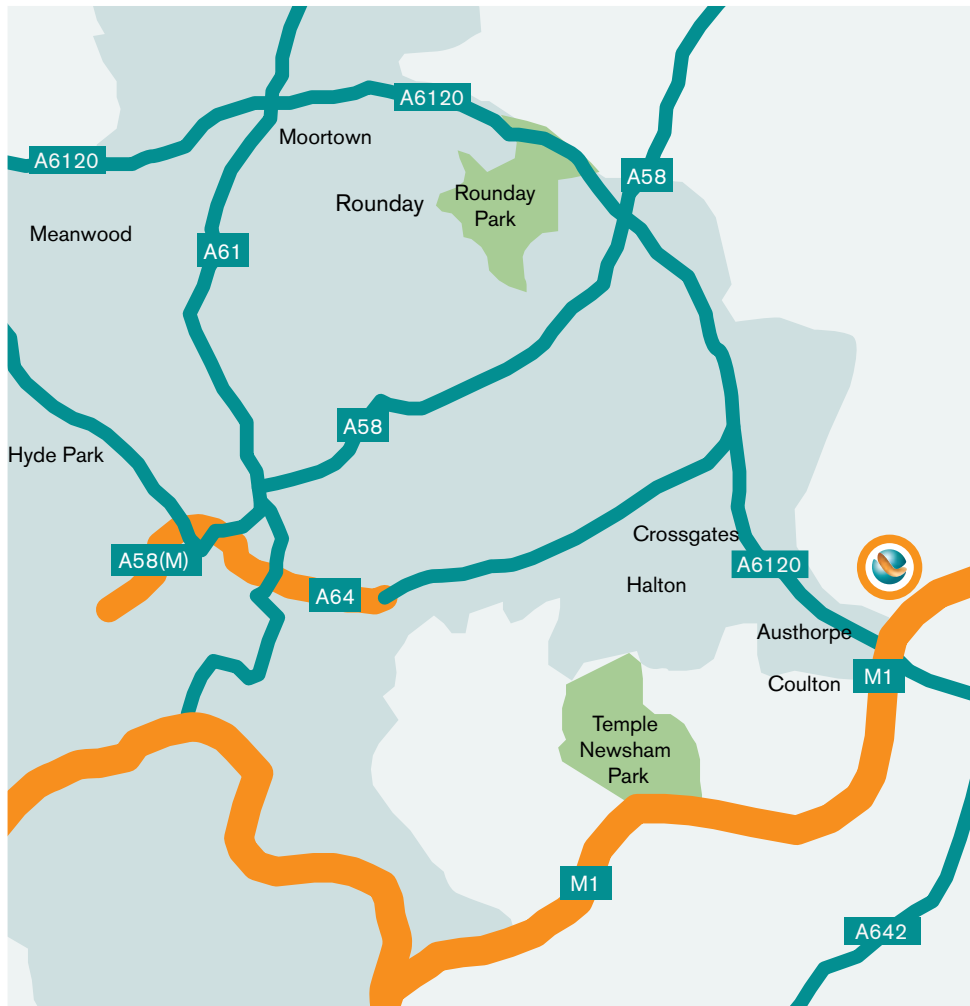 A6120
Moortown
A6120
A58
Rounday
Rounday
Park
Meanwood
A61
A58
Hyde Park
Crossgates
A58(M)
A6120
Halton
A64
Austhorpe
M1
Coulton
Temple
Newsham
Park
M1
A642